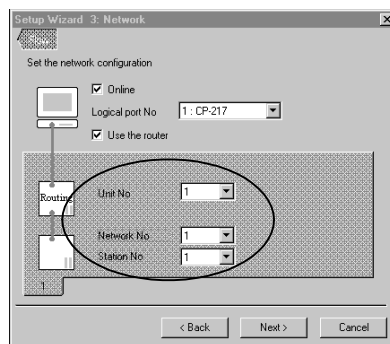 Setup Wizard 3: Network
Set the network configuration
Online
Logical port No 1 : CP-217
Use the router
Routing
Unit No 1
Network No 1
Station No 1
1
< Back Next > Cancel